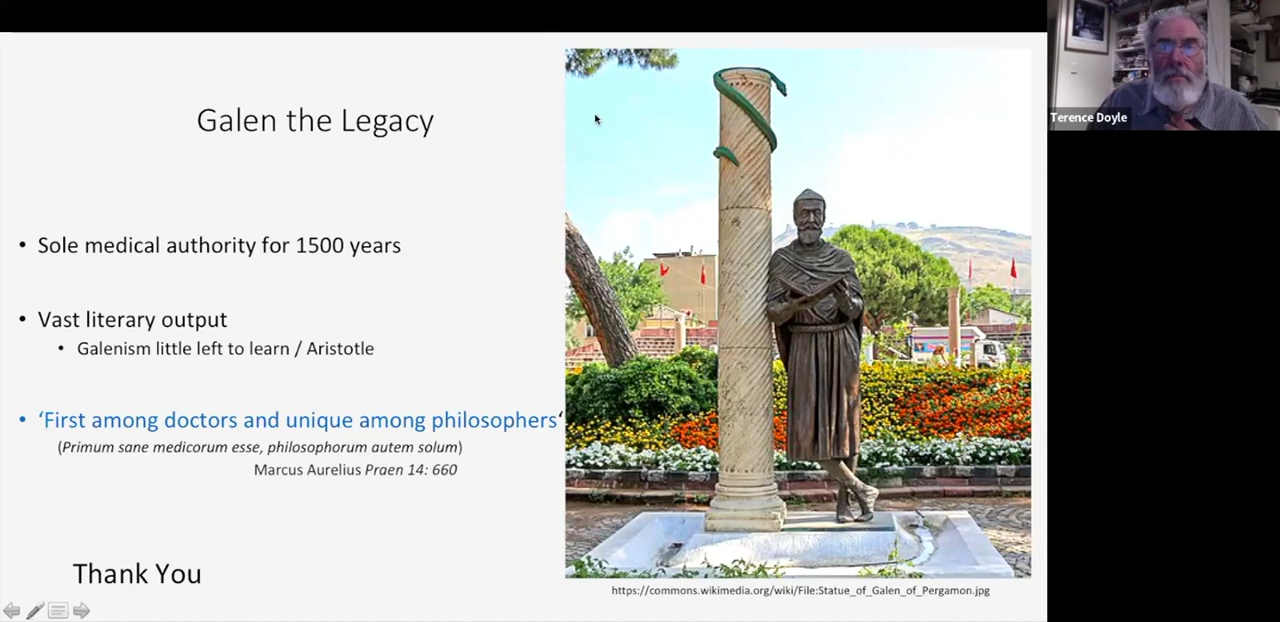 Galen the Legacy
• Sole medical authority for 1500 years
• Vast literary output
• Galenism little left to learn / Aristotle
• ‘First among doctors and unique among philosophers‘
(Primum sane medicorum esse, philosophorum autem solum)
Marcus Aurelius Praen 14: 660
Thank You
https://commons.wikimedia.org/wiki/File:Statue_of_Galen_of_Pergamon.jpg
Terence Doyle